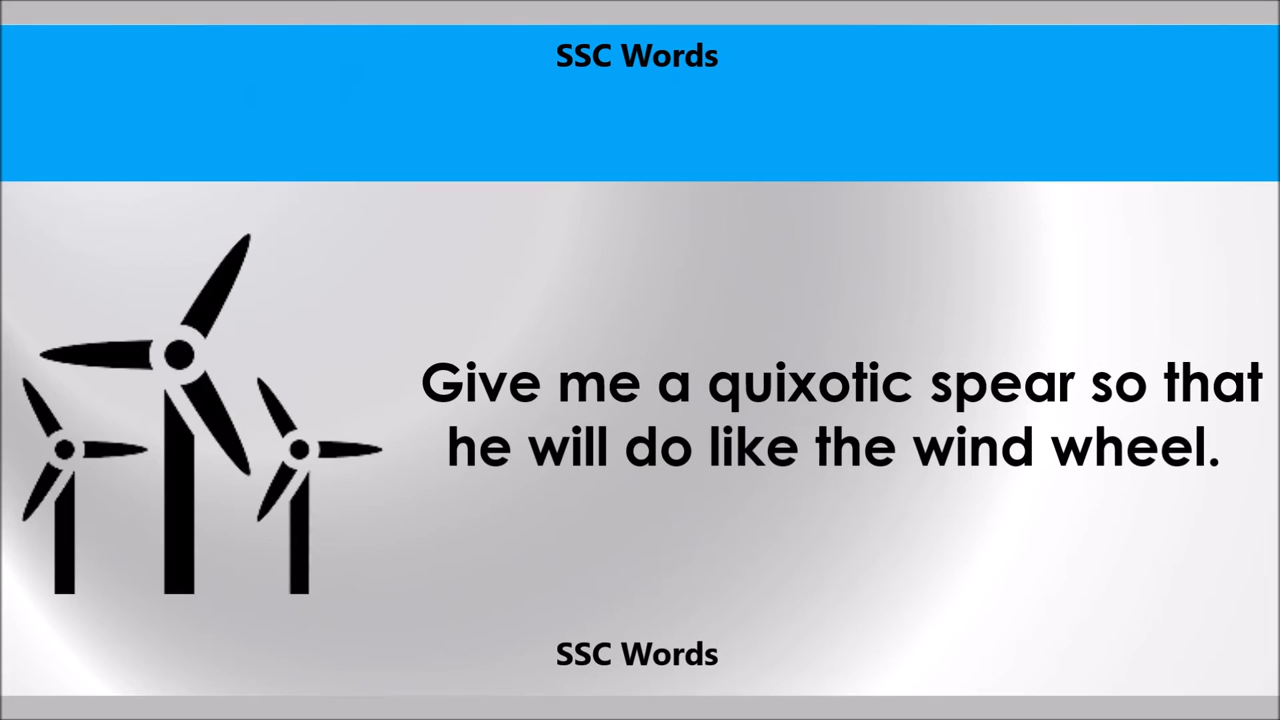 SSC Words
Give me a quixotic spear so that
he will do like the wind wheel.
SSC Words